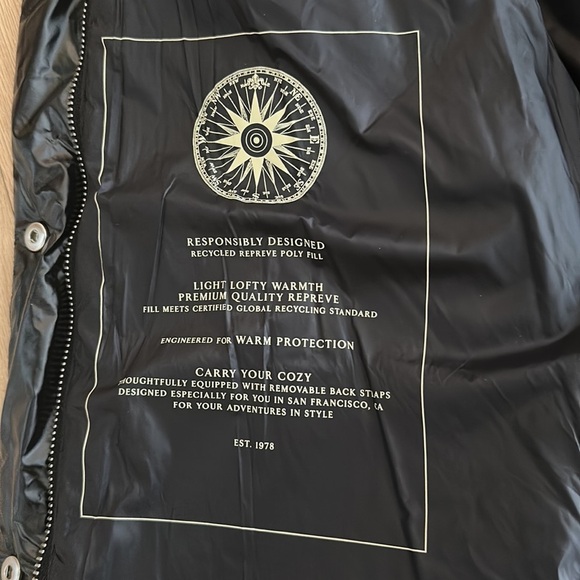 RESPONSIBLY DESIGNED
RECYCLED REPREVE POLY FILL
LIGHT LOFTY WARMTH
PREMIUM QUALITY REPREVE
FILL MEETS CERTIFIED GLOBAL RECYCLING STANDARD
ENGINEERED FOR WARM PROTECTION
CARRY YOUR COZY
THOUGHTFULLY EQUIPPED WITH REMOVABLE BACK STRAPS
DESIGNED ESPECIALLY FOR YOU IN SAN FRANCISCO, CA
FOR YOUR ADVENTURES IN STYLE
EST. 1978